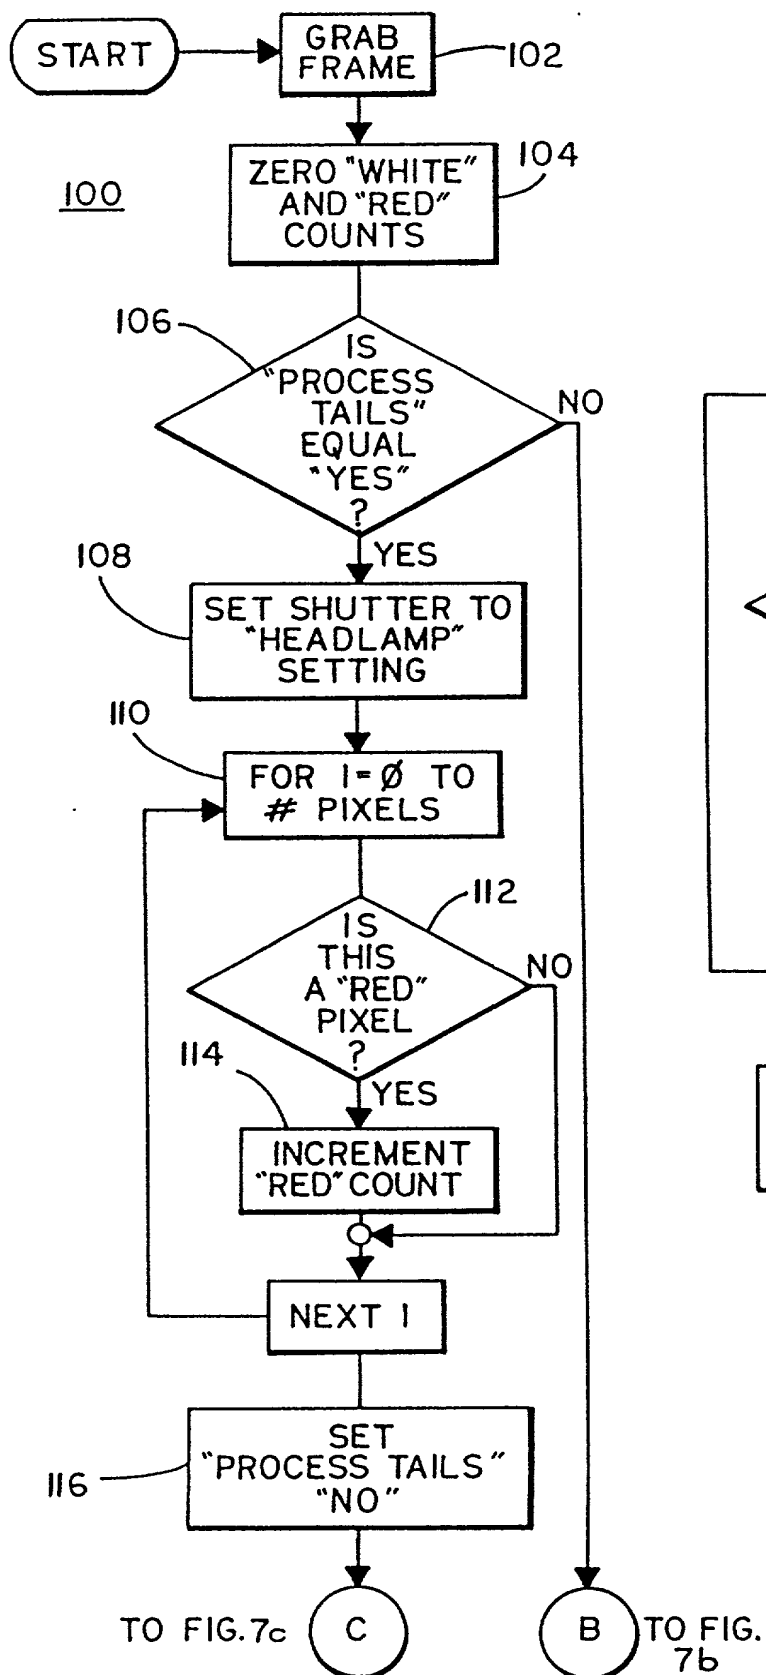 START
GRAB
FRAME
102
100
ZERO "WHITE"
AND "RED"
COUNTS
104
106
IS
"PROCESS
TAILS"
EQUAL
"YES"
?
NO
YES
108
SET SHUTTER TO
"HEADLAMP"
SETTING
110
FOR I=Ø TO
# PIXELS
112
IS
THIS
A "RED"
PIXEL
?
NO
114
YES
INCREMENT
"RED" COUNT
NEXT I
SET
"PROCESS TAILS"
"NO"
116
TO FIG.7c
C
B
TO FIG.
7b